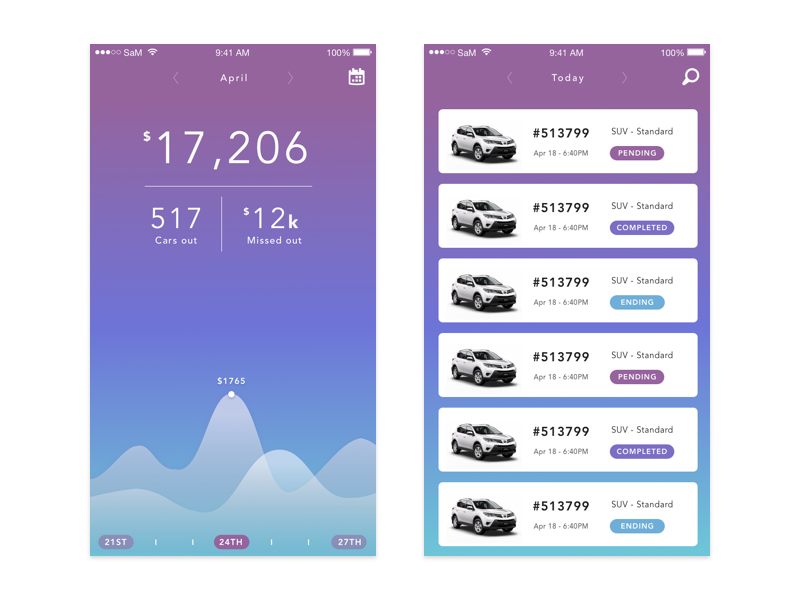 SaM 9:41 AM 100%
April
$17,206
517 $12k
Cars out Missed out
$1765
21ST 24TH 27TH
SaM 9:41 AM 100%
Today
#513799 SUV - Standard
Apr 18 - 6:40PM PENDING
#513799 SUV - Standard
Apr 18 - 6:40PM COMPLETED
#513799 SUV - Standard
Apr 18 - 6:40PM ENDING
#513799 SUV - Standard
Apr 18 - 6:40PM PENDING
#513799 SUV - Standard
Apr 18 - 6:40PM COMPLETED
#513799 SUV - Standard
Apr 18 - 6:40PM ENDING